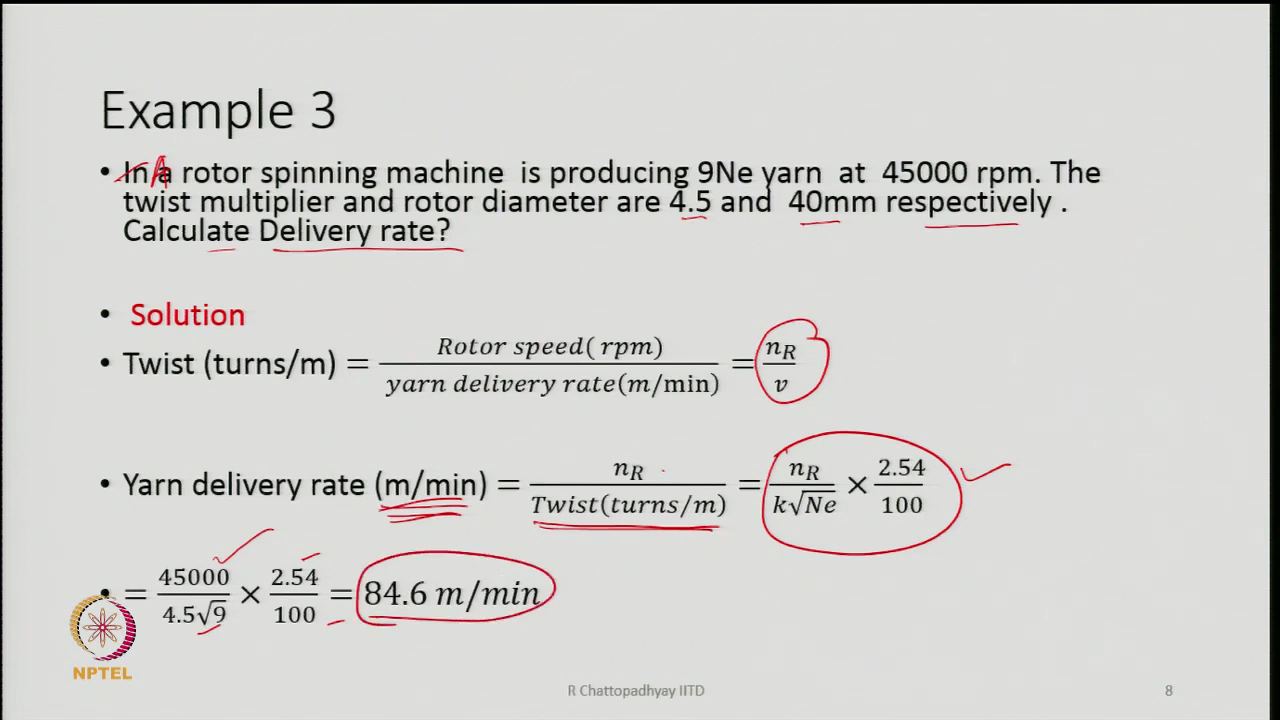 Example 3
• In a A rotor spinning machine is producing 9Ne yarn at 45000 rpm. The
twist multiplier and rotor diameter are 4.5 and 40mm respectively .
Calculate Delivery rate?
• Solution
• Twist (turns/m) = Rotor speed( rpm) / yarn delivery rate(m/min) = n_R / v
• Yarn delivery rate (m/min) = n_R / Twist(turns/m) = n_R / k√Ne × 2.54 / 100
• = 45000 / 4.5√9 × 2.54 / 100 = 84.6 m/min
NPTEL
R Chattopadhyay IITD
8